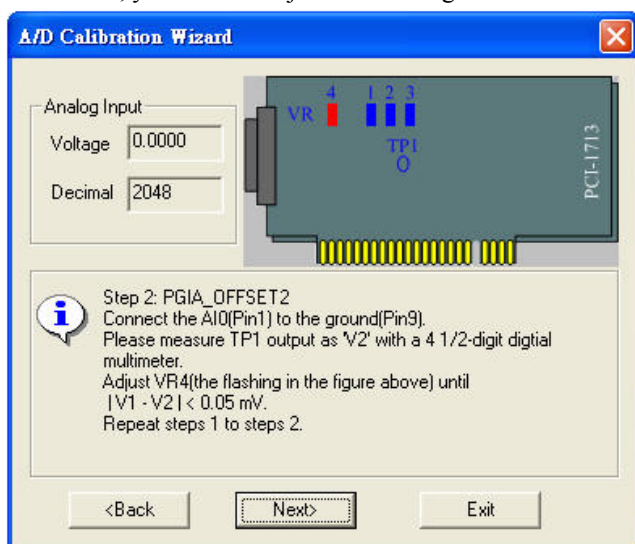 A/D Calibration Wizard
Analog Input
Voltage 0.0000
Decimal 2048
4 1 2 3
VR
TP1
PCI-1713
Step 2: PGIA_OFFSET2
Connect the AI0(Pin1) to the ground(Pin9).
Please measure TP1 output as 'V2' with a 4 1/2-digit digtial
multimeter.
Adjust VR4(the flashing in the figure above) until
|V1 - V2| < 0.05 mV.
Repeat steps 1 to steps 2.
<Back Next> Exit